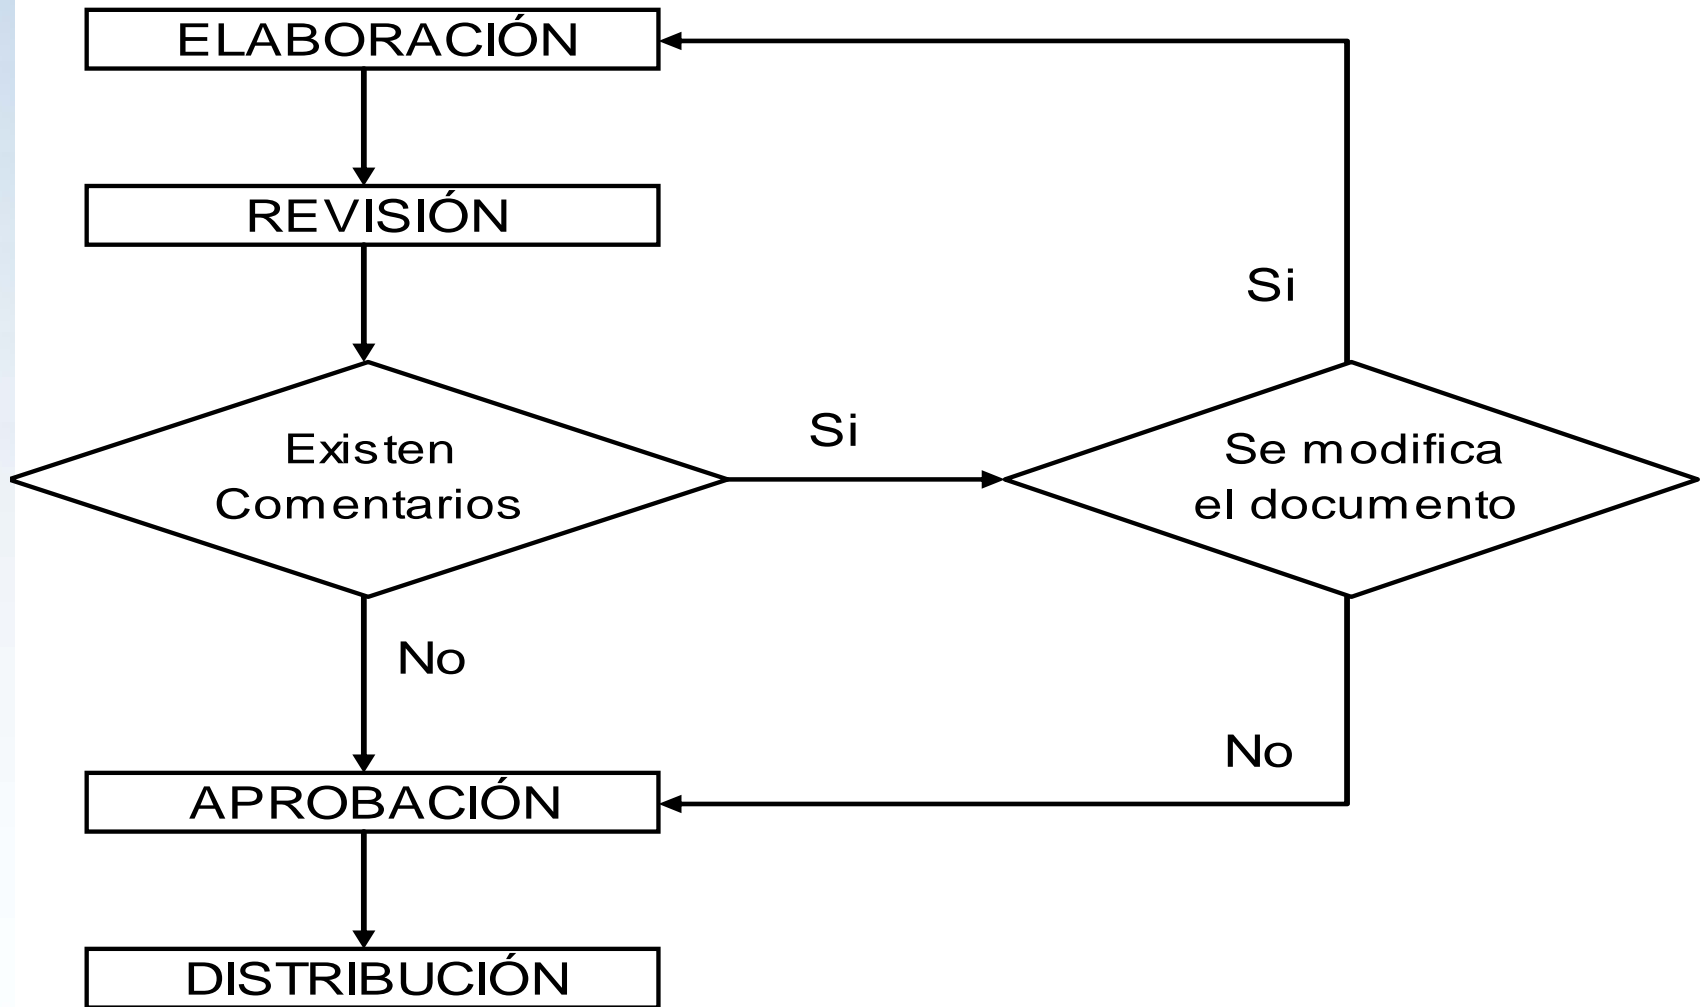 ELABORACIÓN
REVISIÓN
Si
Si
Existen
Comentarios
Se modifica
el documento
No
No
APROBACIÓN
DISTRIBUCIÓN